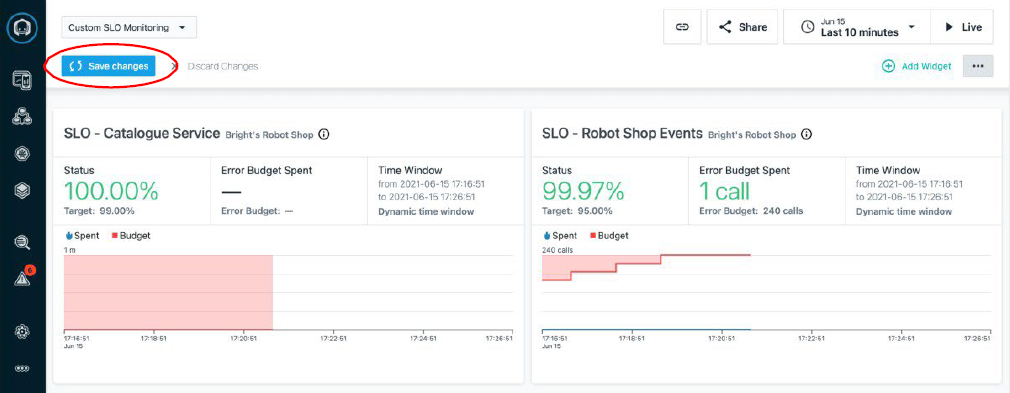 Custom SLO Monitoring
Share
Jun 15
Last 10 minutes
Live
Save changes
Discard Changes
Add Widget
SLO - Catalogue Service Bright's Robot Shop
Status
100.00%
Target: 99.00%
Error Budget Spent
—
Error Budget: —
Time Window
from 2021-06-15 17:16:51
to 2021-06-15 17:26:51
Dynamic time window
Spent Budget
1 m
17:16:51 17:18:51 17:20:51 17:22:51 17:24:51 17:26:51
Jun 15
SLO - Robot Shop Events Bright's Robot Shop
Status
99.97%
Target: 95.00%
Error Budget Spent
1 call
Error Budget: 240 calls
Time Window
from 2021-06-15 17:16:51
to 2021-06-15 17:26:51
Dynamic time window
Spent Budget
240 calls
17:16:51 17:18:51 17:20:51 17:22:51 17:24:51 17:26:51
Jun 15
6